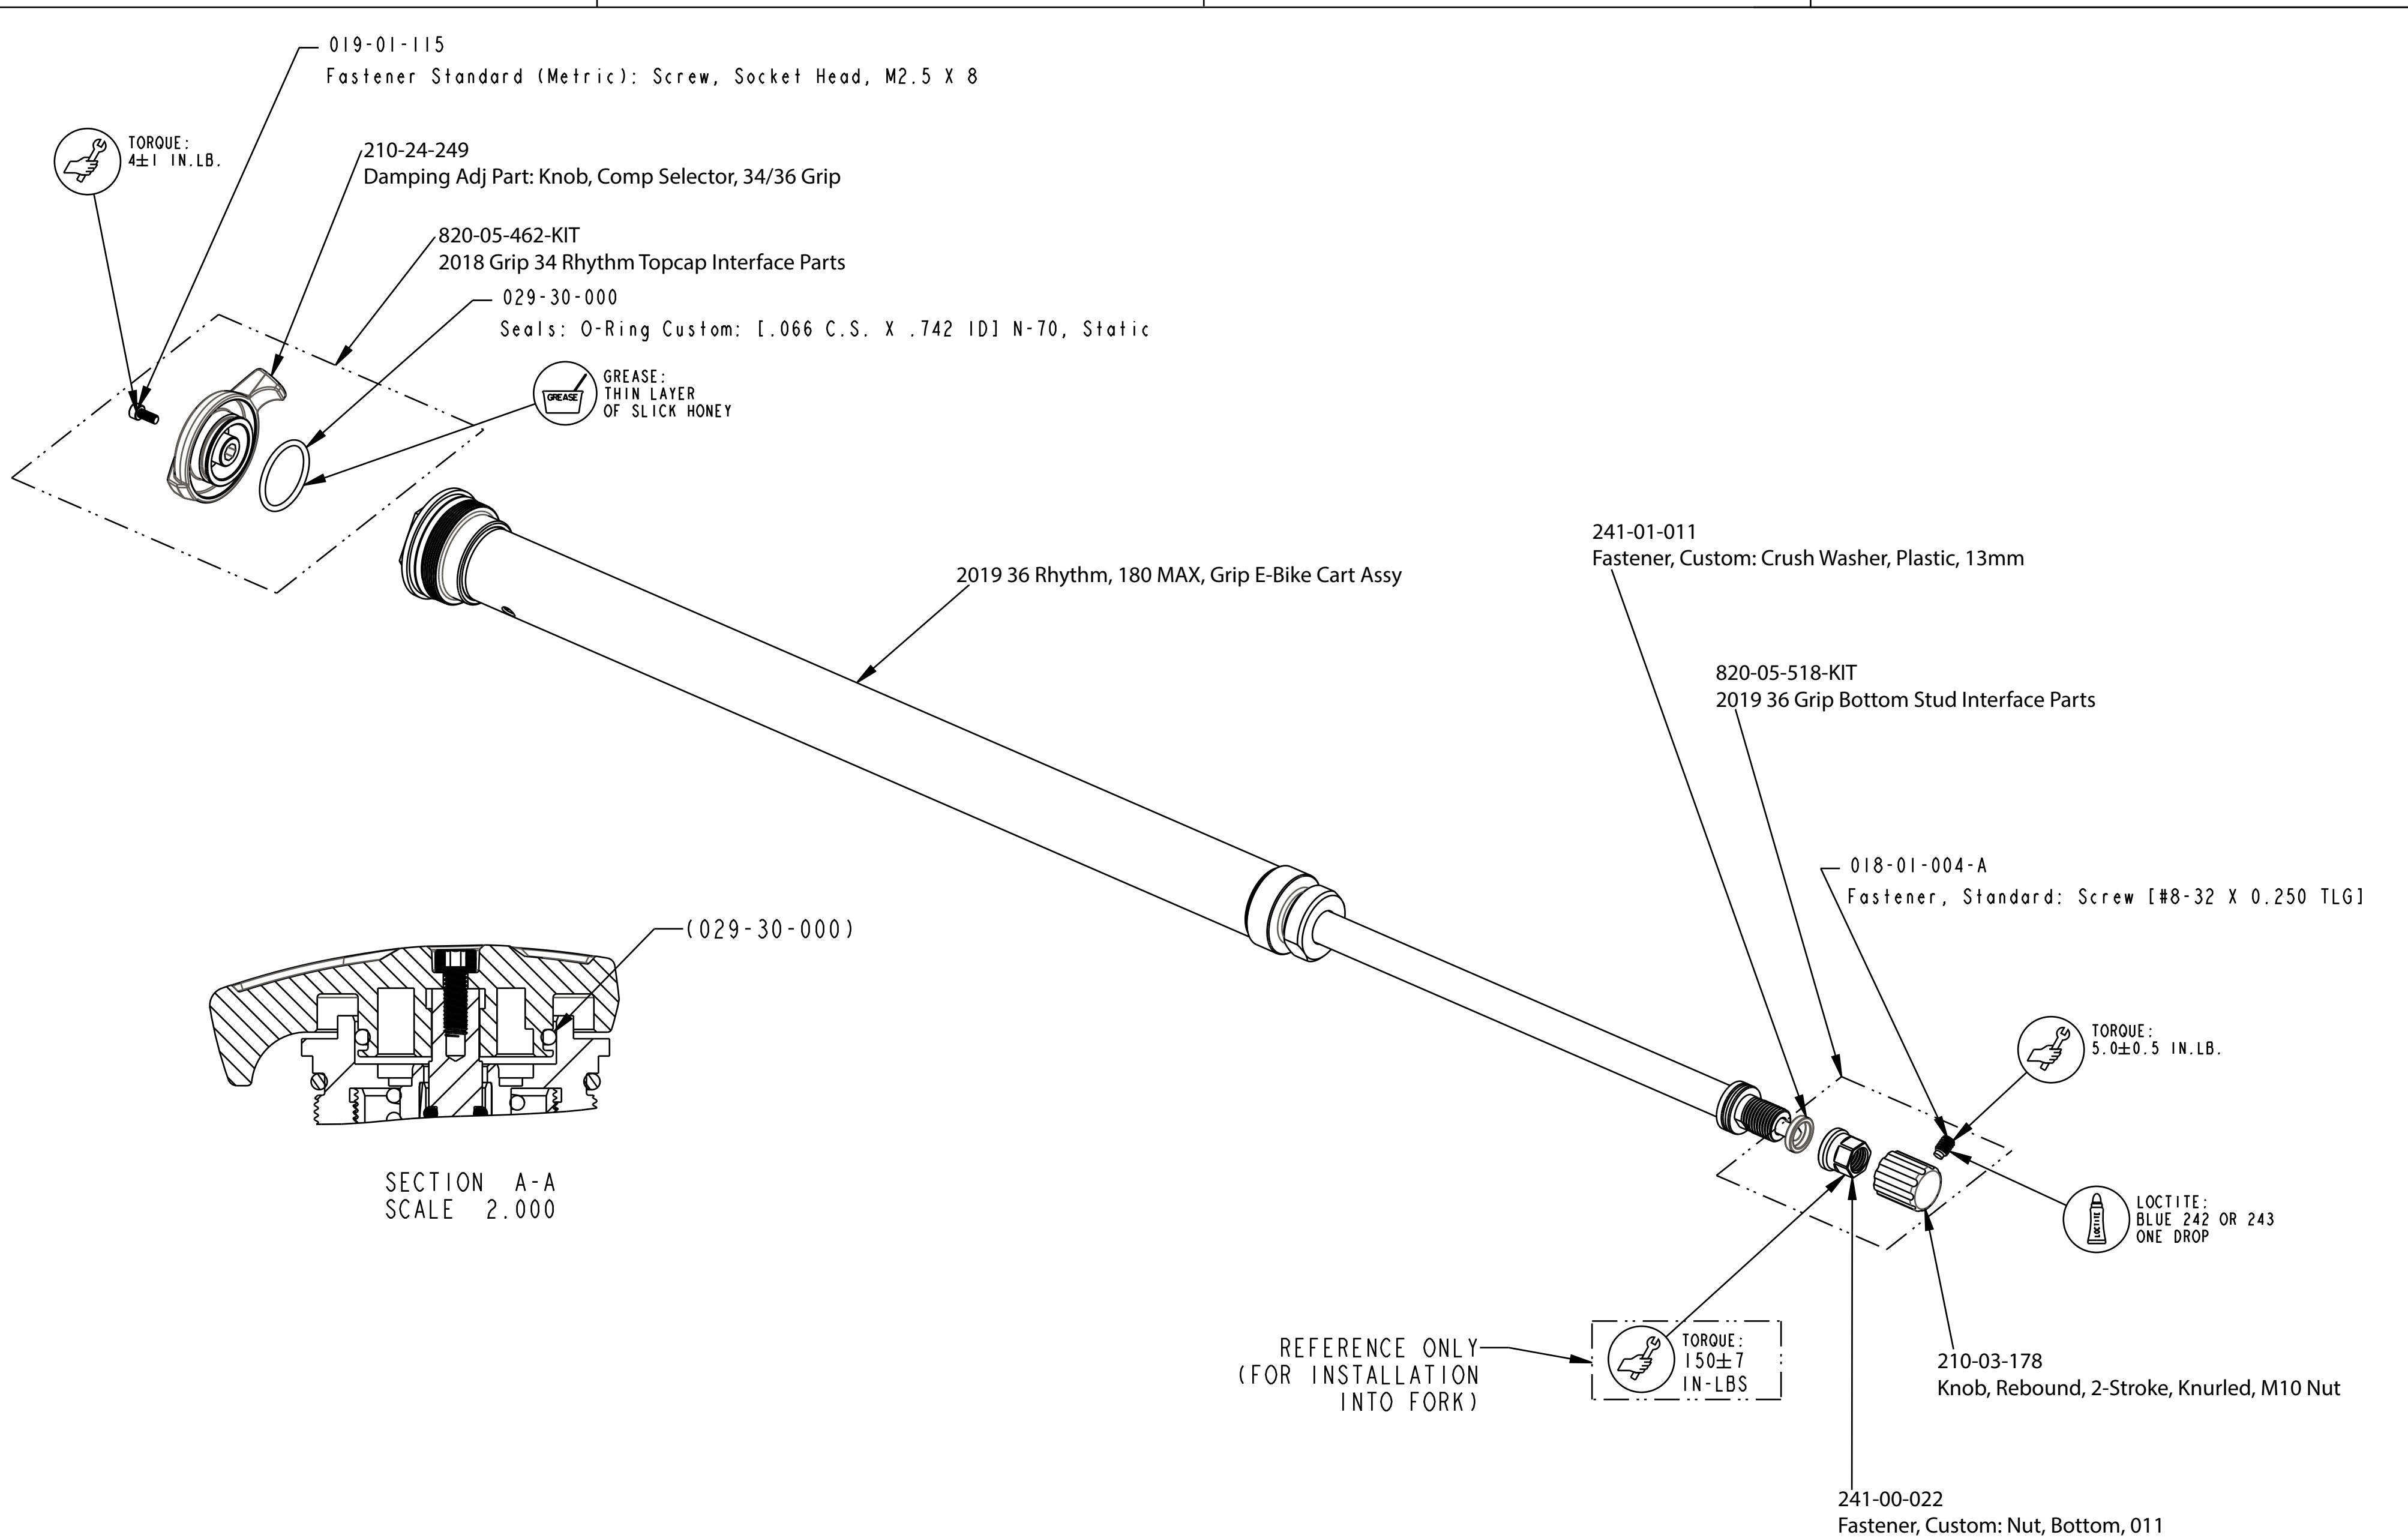 019-01-115
Fastener Standard (Metric): Screw, Socket Head, M2.5 X 8
TORQUE:
4±1 IN.LB.
210-24-249
Damping Adj Part: Knob, Comp Selector, 34/36 Grip
820-05-462-KIT
2018 Grip 34 Rhythm Topcap Interface Parts
029-30-000
Seals: O-Ring Custom: [.066 C.S. X .742 ID] N-70, Static
GREASE
GREASE:
THIN LAYER
OF SLICK HONEY
241-01-011
Fastener, Custom: Crush Washer, Plastic, 13mm
2019 36 Rhythm, 180 MAX, Grip E-Bike Cart Assy
820-05-518-KIT
2019 36 Grip Bottom Stud Interface Parts
018-01-004-A
Fastener, Standard: Screw [#8-32 X 0.250 TLG]
(029-30-000)
TORQUE:
5.0±0.5 IN.LB.
SECTION A-A
SCALE 2.000
LOCTITE
LOCTITE:
BLUE 242 OR 243
ONE DROP
REFERENCE ONLY
(FOR INSTALLATION
INTO FORK)
TORQUE:
150±7
IN-LBS
210-03-178
Knob, Rebound, 2-Stroke, Knurled, M10 Nut
241-00-022
Fastener, Custom: Nut, Bottom, 011